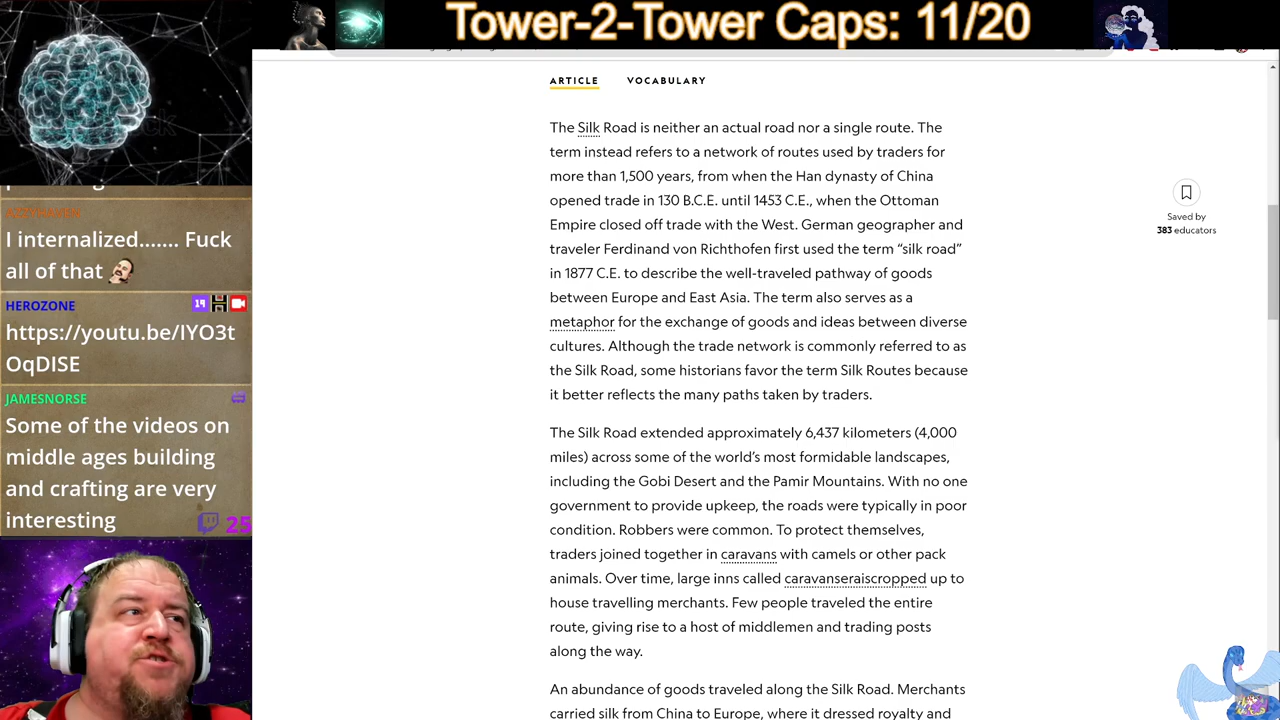 Tower-2-Tower Caps: 11/20
I internalized....... Fuck
all of that
HEROZONE
19
https://youtu.be/IYO3t
OqDISE
JAMESNORSE
Some of the videos on
middle ages building
and crafting are very
interesting
25
ARTICLE VOCABULARY
The Silk Road is neither an actual road nor a single route. The
term instead refers to a network of routes used by traders for
more than 1,500 years, from when the Han dynasty of China
opened trade in 130 B.C.E. until 1453 C.E., when the Ottoman
Empire closed off trade with the West. German geographer and
traveler Ferdinand von Richthofen first used the term “silk road”
in 1877 C.E. to describe the well-traveled pathway of goods
between Europe and East Asia. The term also serves as a
metaphor for the exchange of goods and ideas between diverse
cultures. Although the trade network is commonly referred to as
the Silk Road, some historians favor the term Silk Routes because
it better reflects the many paths taken by traders.
The Silk Road extended approximately 6,437 kilometers (4,000
miles) across some of the world’s most formidable landscapes,
including the Gobi Desert and the Pamir Mountains. With no one
government to provide upkeep, the roads were typically in poor
condition. Robbers were common. To protect themselves,
traders joined together in caravans with camels or other pack
animals. Over time, large inns called caravanseraiscropped up to
house travelling merchants. Few people traveled the entire
route, giving rise to a host of middlemen and trading posts
along the way.
An abundance of goods traveled along the Silk Road. Merchants
carried silk from China to Europe, where it dressed royalty and
Saved by
383 educators